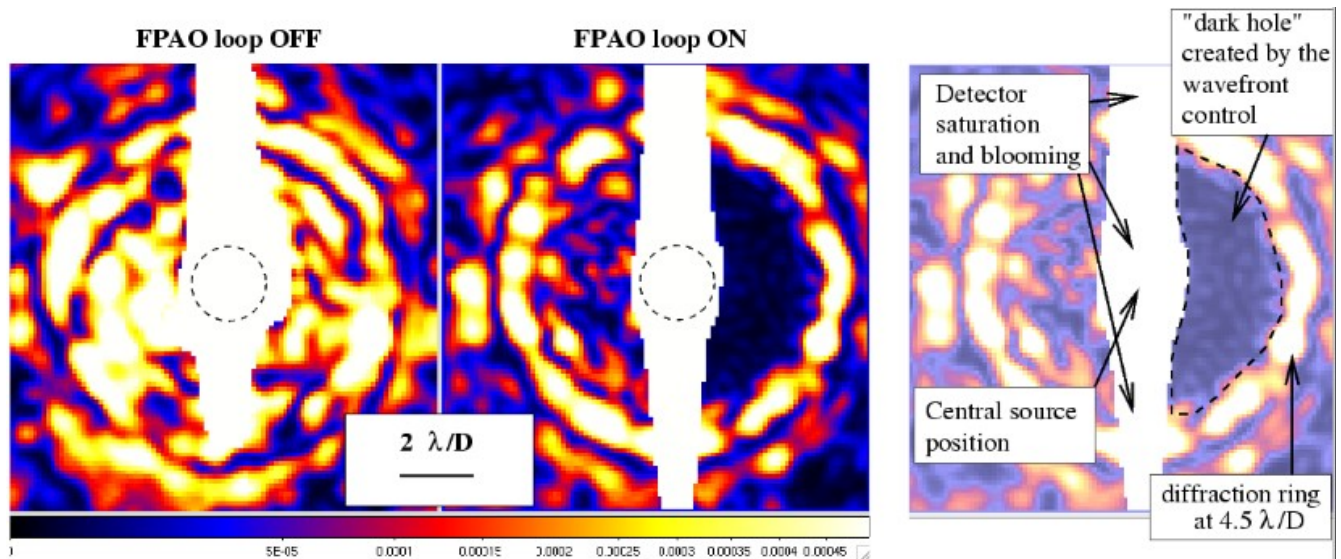 FPAO loop OFF
FPAO loop ON
2 λ/D
0
5E-05
0.0001
0.00015
0.0002
0.00025
0.0003
0.00035
0.0004
0.00045
Detector
saturation
and blooming
"dark hole"
created by the
wavefront
control
Central source
position
diffraction ring
at 4.5 λ/D